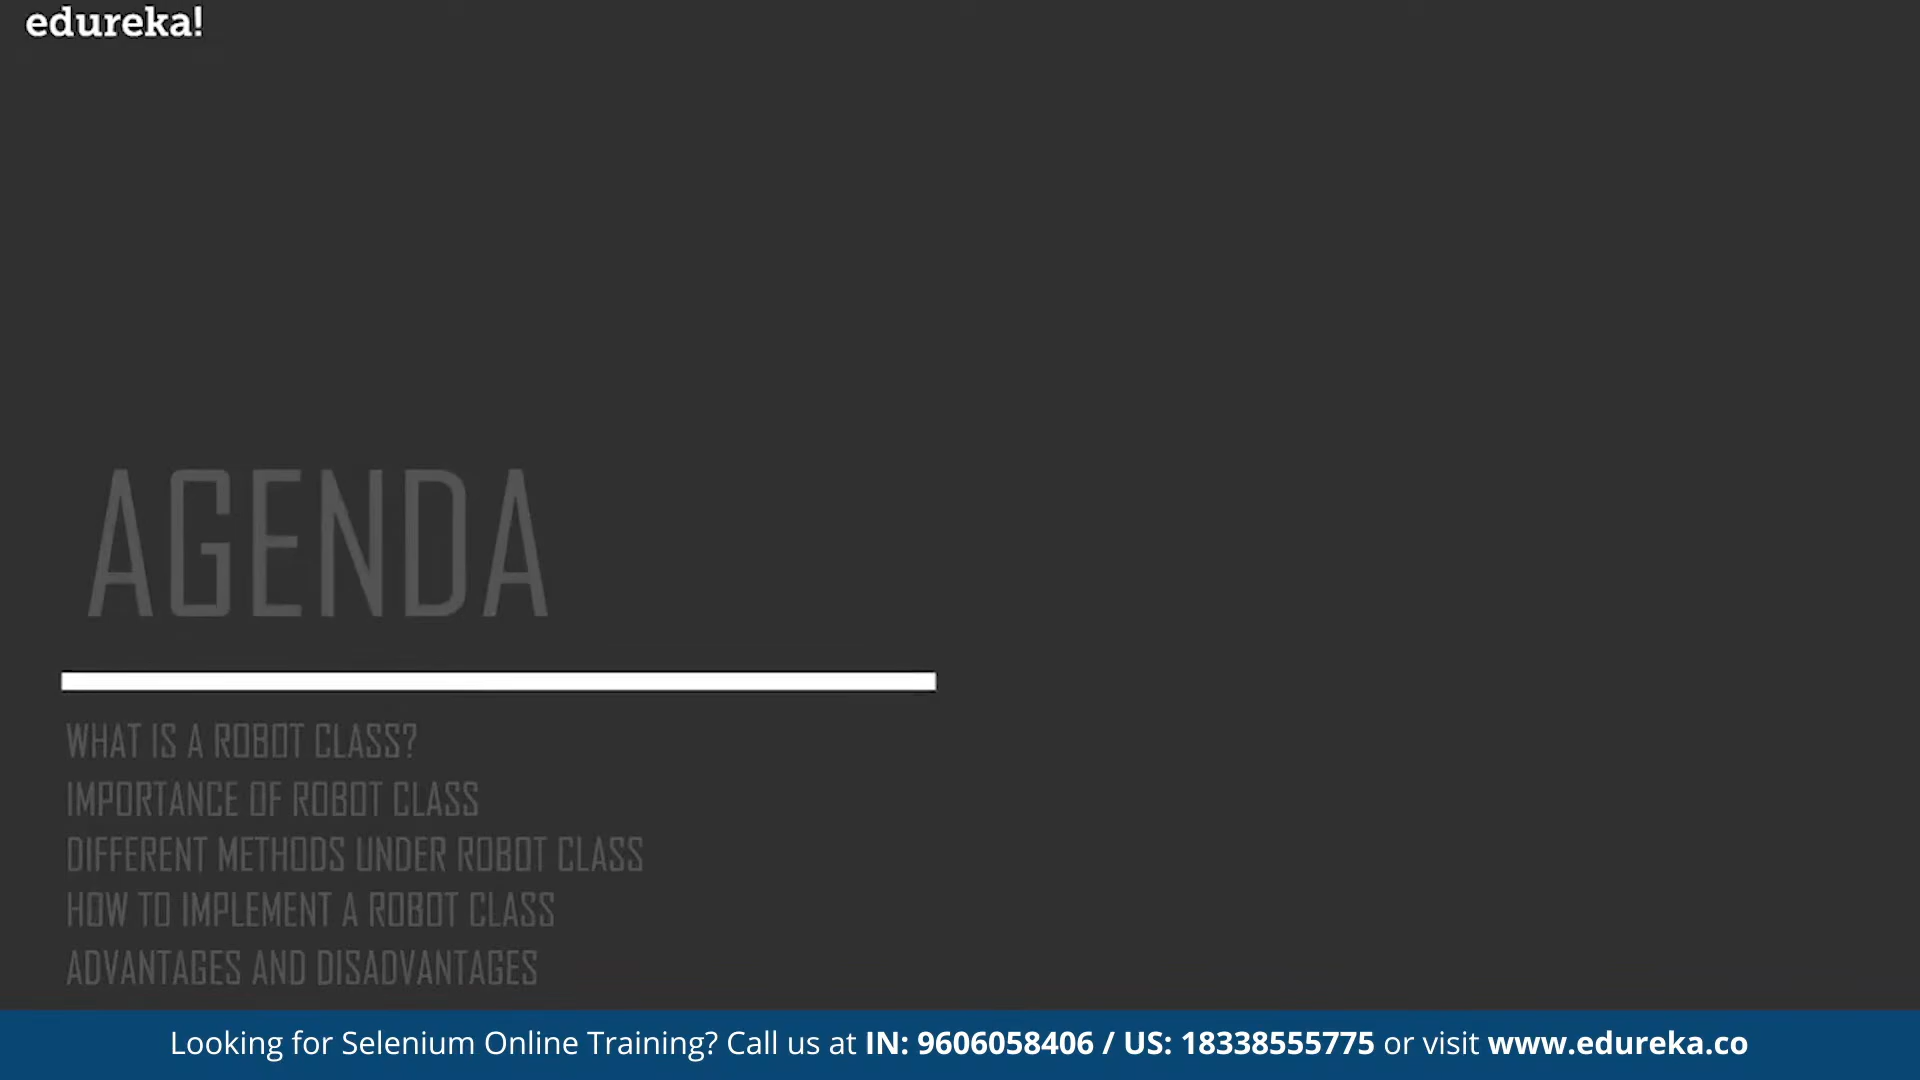 edureka!
AGENDA
WHAT IS A ROBOT CLASS?
IMPORTANCE OF ROBOT CLASS
DIFFERENT METHODS UNDER ROBOT CLASS
HOW TO IMPLEMENT A ROBOT CLASS
ADVANTAGES AND DISADVANTAGES
Looking for Selenium Online Training? Call us at IN: 9606058406 / US: 18338555775 or visit www.edureka.co